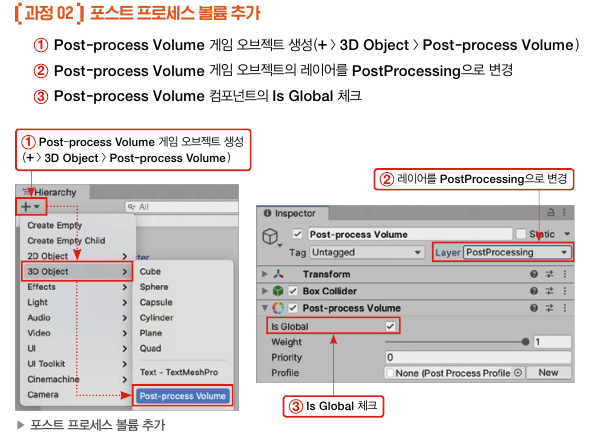 [과정 02] 포스트 프로세스 볼륨 추가
① Post-process Volume 게임 오브젝트 생성(+ > 3D Object > Post-process Volume)
② Post-process Volume 게임 오브젝트의 레이어를 PostProcessing으로 변경
③ Post-process Volume 컴포넌트의 Is Global 체크
① Post-process Volume 게임 오브젝트 생성
(+ > 3D Object > Post-process Volume)
Hierarchy
+
All
Create Empty
Create Empty Child
2D Object
3D Object
Effects
Light
Audio
Video
UI
UI Toolkit
Cinemachine
Camera
Cube
Sphere
Capsule
Cylinder
Plane
Quad
Text - TextMeshPro
Post-process Volume
② 레이어를 PostProcessing으로 변경
Inspector
Post-process Volume Static
Tag Untagged Layer PostProcessing
Transform
Box Collider
Post-process Volume
Is Global
Weight 1
Priority 0
Profile None (Post Process Profile New
③ Is Global 체크
▶ 포스트 프로세스 볼륨 추가